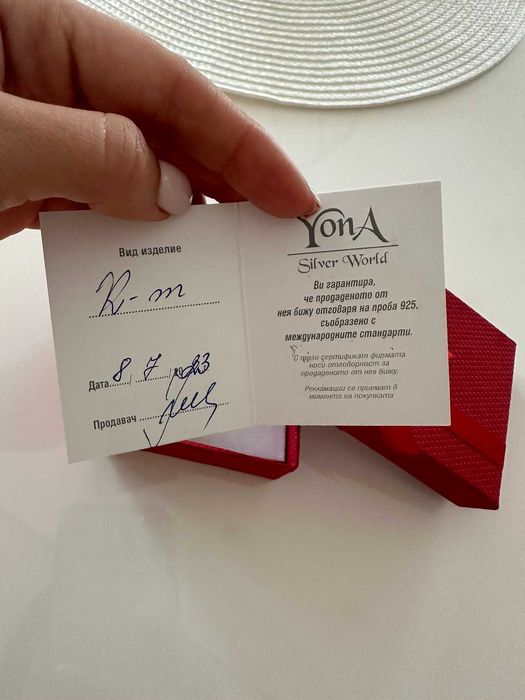 Вид изделие
К-т
Дата 8, 7, 2023
Продавач
YonA
Silver World
Ви гарантира,
че продаденото от
нея бижу отговаря на проба 925,
съобразено с
международните стандарти.
С този сертификат фирмата
носи отговорност за
продаденото от нея бижу.
Рекламации се приемат в
момента на покупката